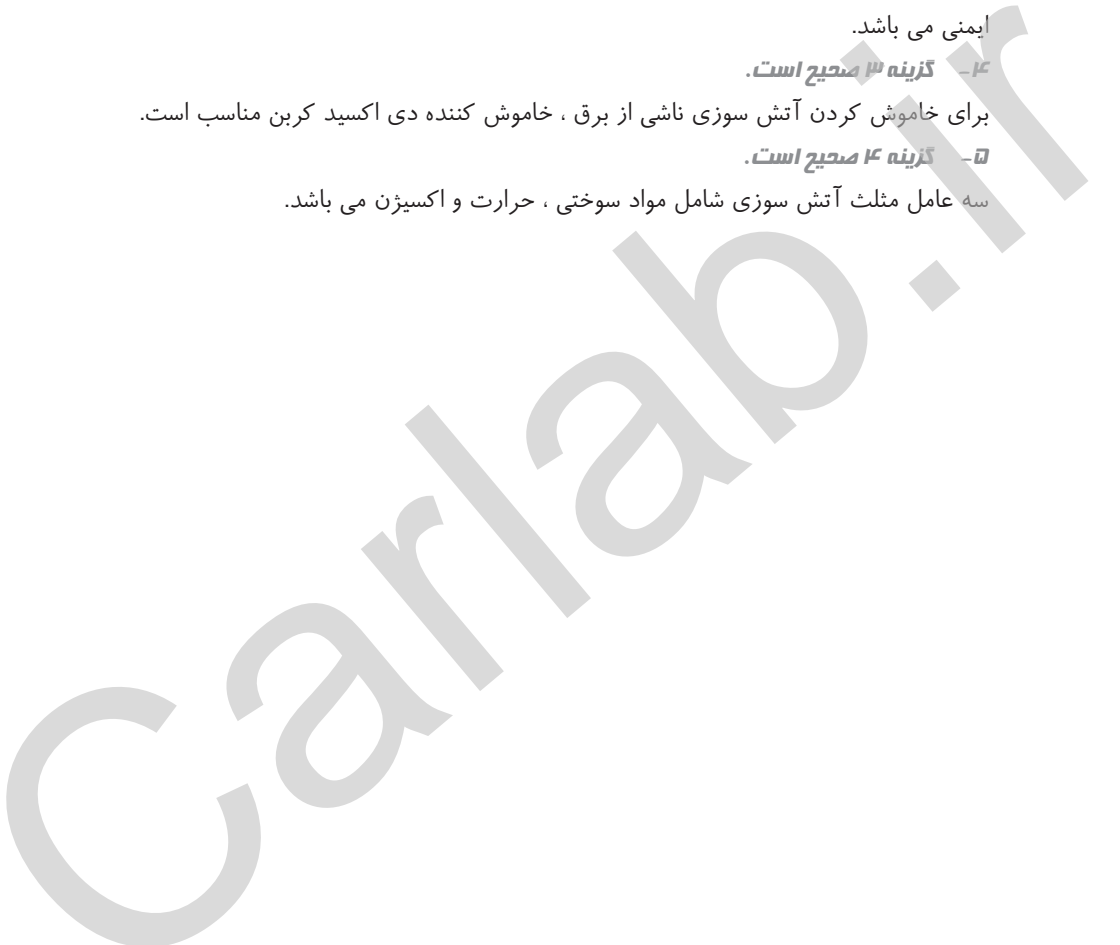 ایمنی می باشد.
۴- گزینه ۳ صحیح است.
برای خاموش کردن آتش سوزی ناشی از برق ، خاموش کننده دی اکسید کربن مناسب است.
۵- گزینه ۴ صحیح است.
سه عامل مثلث آتش سوزی شامل مواد سوختی ، حرارت و اکسیژن می باشد.
Carlab.ir